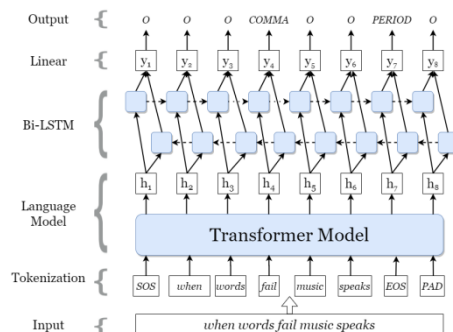 Output O O O COMMA O O PERIOD O
Linear y1 y2 y3 y4 y5 y6 y7 y8
Bi-LSTM
Language Model h1 h2 h3 h4 h5 h6 h7 h8
Transformer Model
Tokenization SOS when words fail music speaks EOS PAD
Input when words fail music speaks